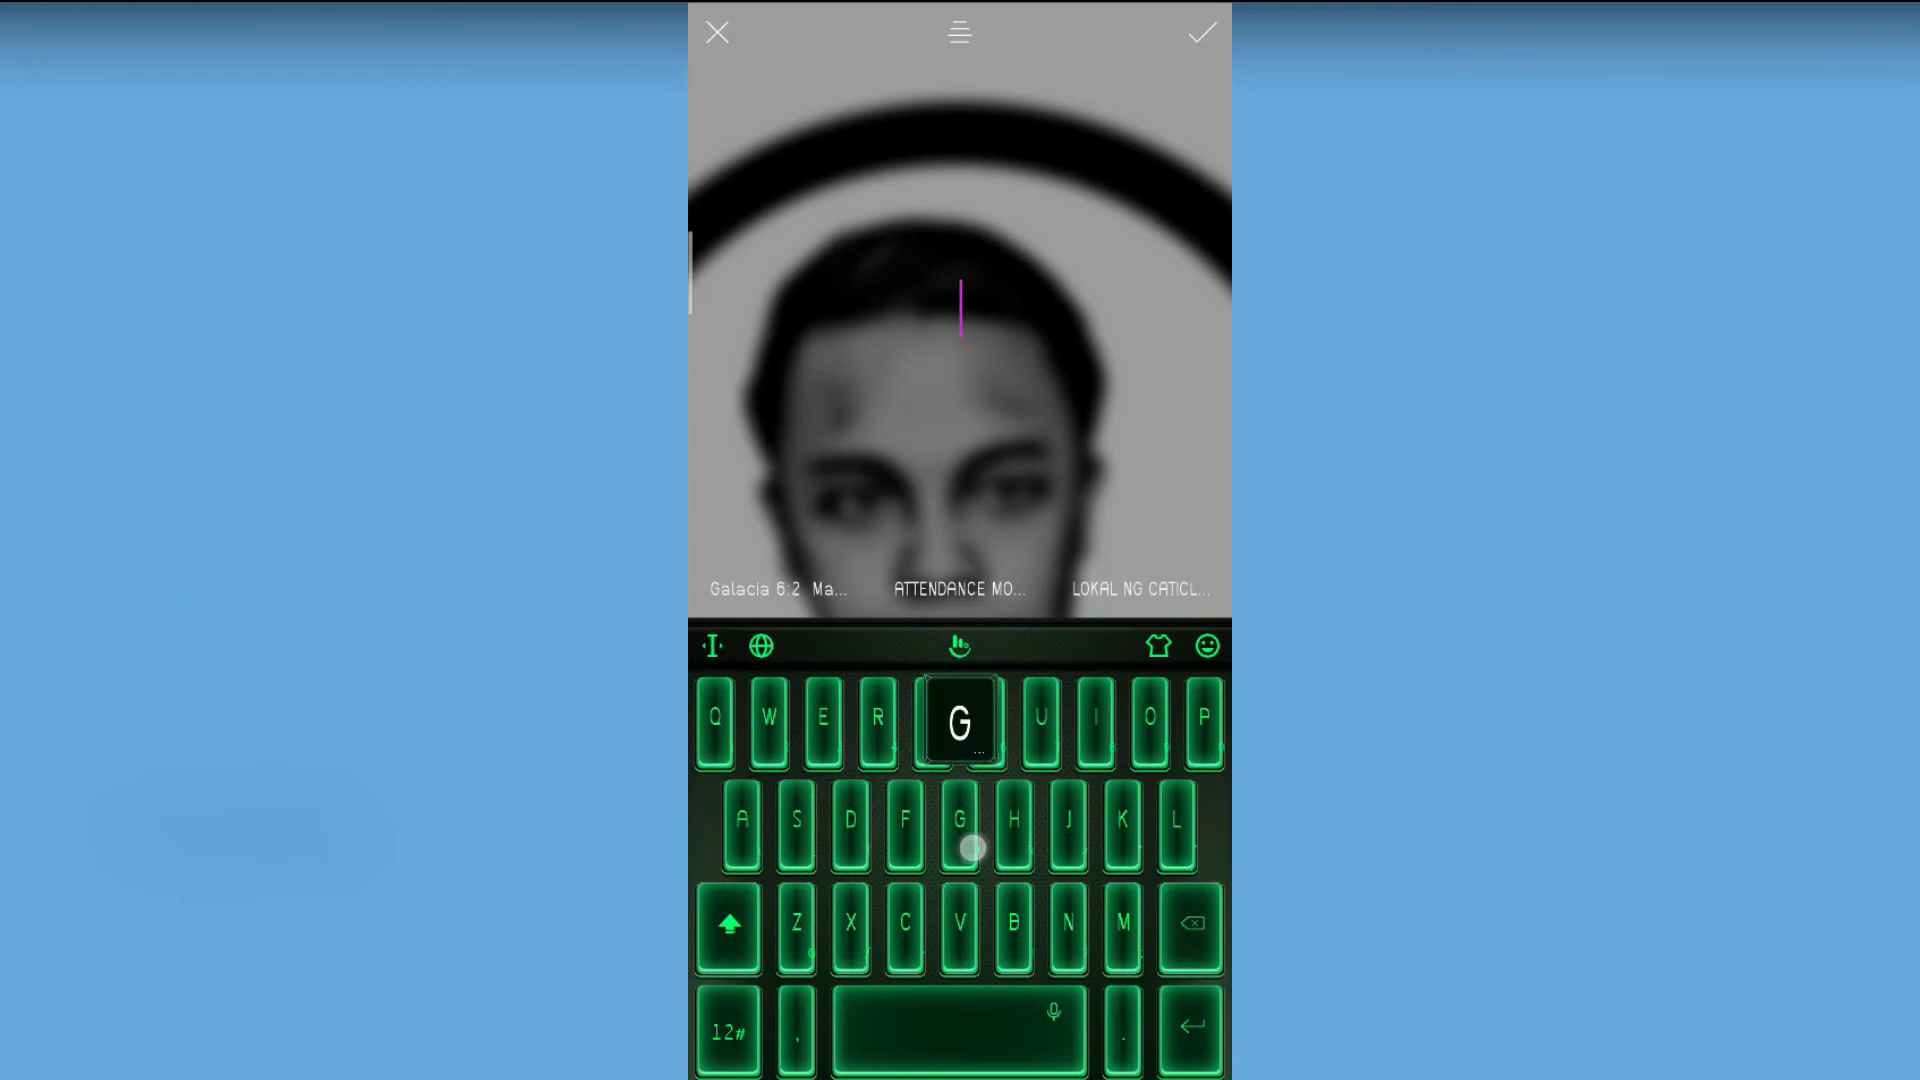 Galacia 6:2 Ma... ATTENDANCE MO... LOKAL NG CATICL...
Q W E R G U I O P
A S D F G H J K L
Z X C V B N M
12# , .